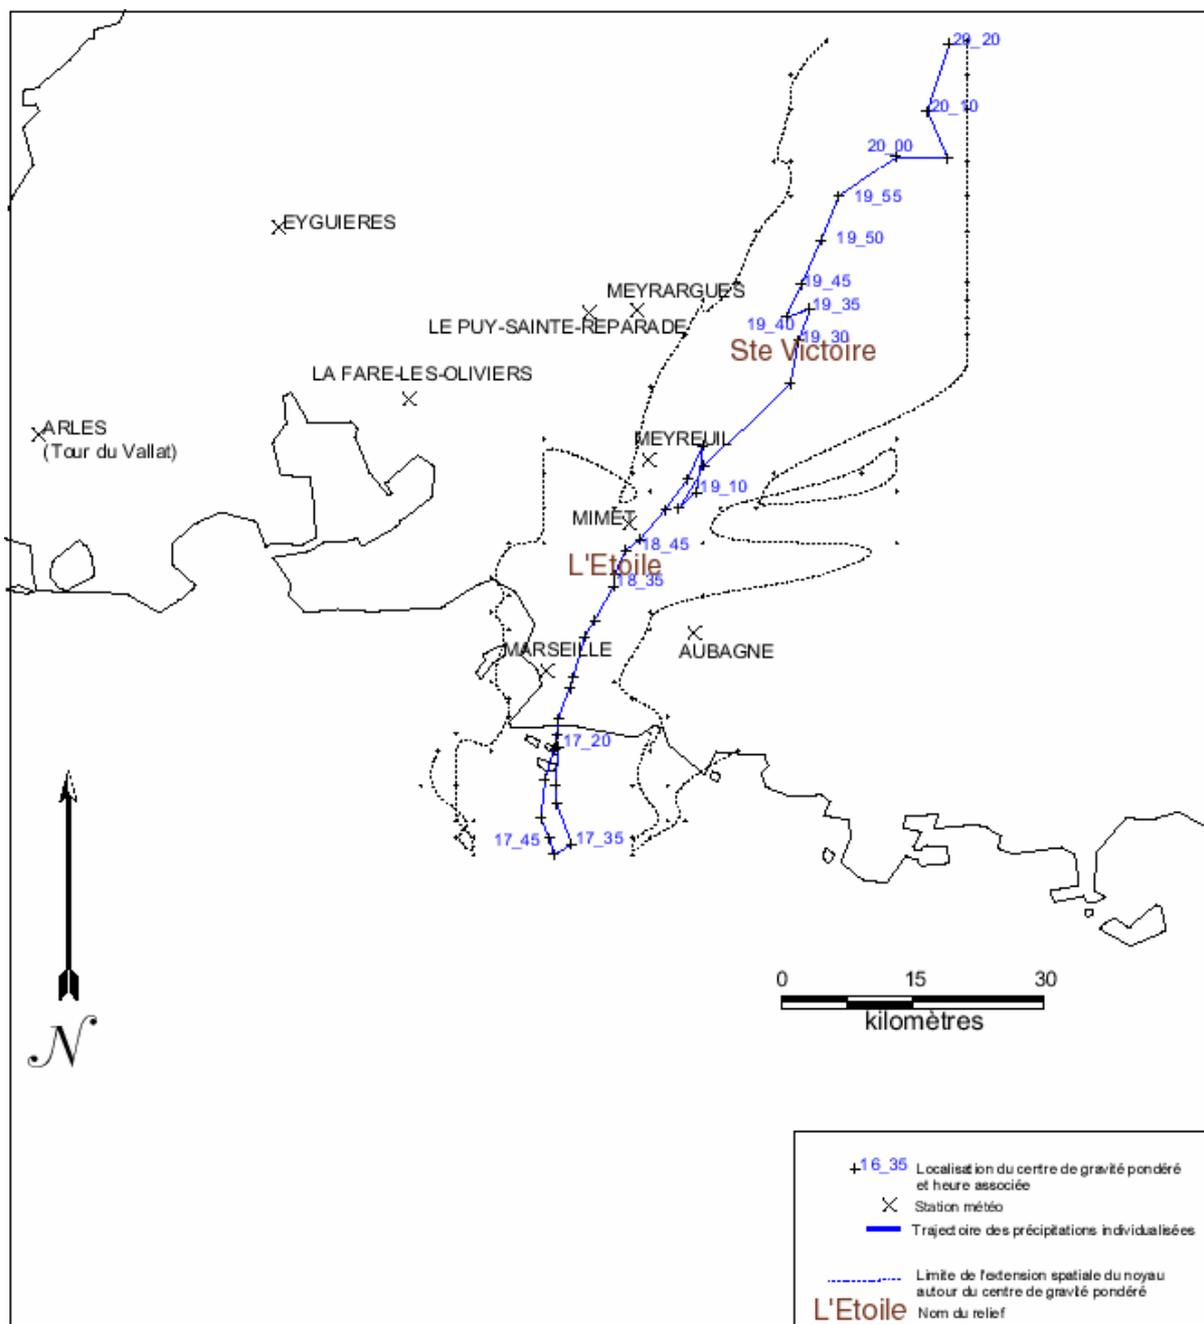 20_20
20_10
20_00
19_55
EYGUIERES
19_50
19_45
MEYRARGUES
19_35
LE PUY-SAINTE-REPARADE
19_40
19_30
Ste Victoire
LA FARE-LES-OLIVIERS
ARLES
(Tour du Vallat)
MEYREUIL
19_10
MIMET
18_45
L'Etoile
18_35
MARSEILLE
AUBAGNE
17_20
17_45
17_35
0 15 30
kilomètres
N
16_35 Localisation du centre de gravité pondéré
et heure associée
Station météo
Trajectoire des précipitations individualisées
Limite de l'extension spatiale du noyau
autour du centre de gravité pondéré
L'Etoile Nom du relief